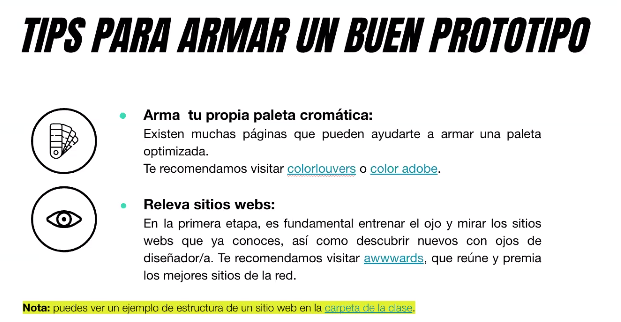 TIPS PARA ARMAR UN BUEN PROTOTIPO
Arma tu propia paleta cromática:
Existen muchas páginas que pueden ayudarte a armar una paleta
optimizada.
Te recomendamos visitar colorlouvers o color adobe.
Releva sitios webs:
En la primera etapa, es fundamental entrenar el ojo y mirar los sitios
webs que ya conoces, así como descubrir nuevos con ojos de
diseñador/a. Te recomendamos visitar awwwards, que reúne y premia
los mejores sitios de la red.
Nota: puedes ver un ejemplo de estructura de un sitio web en la carpeta de la clase.